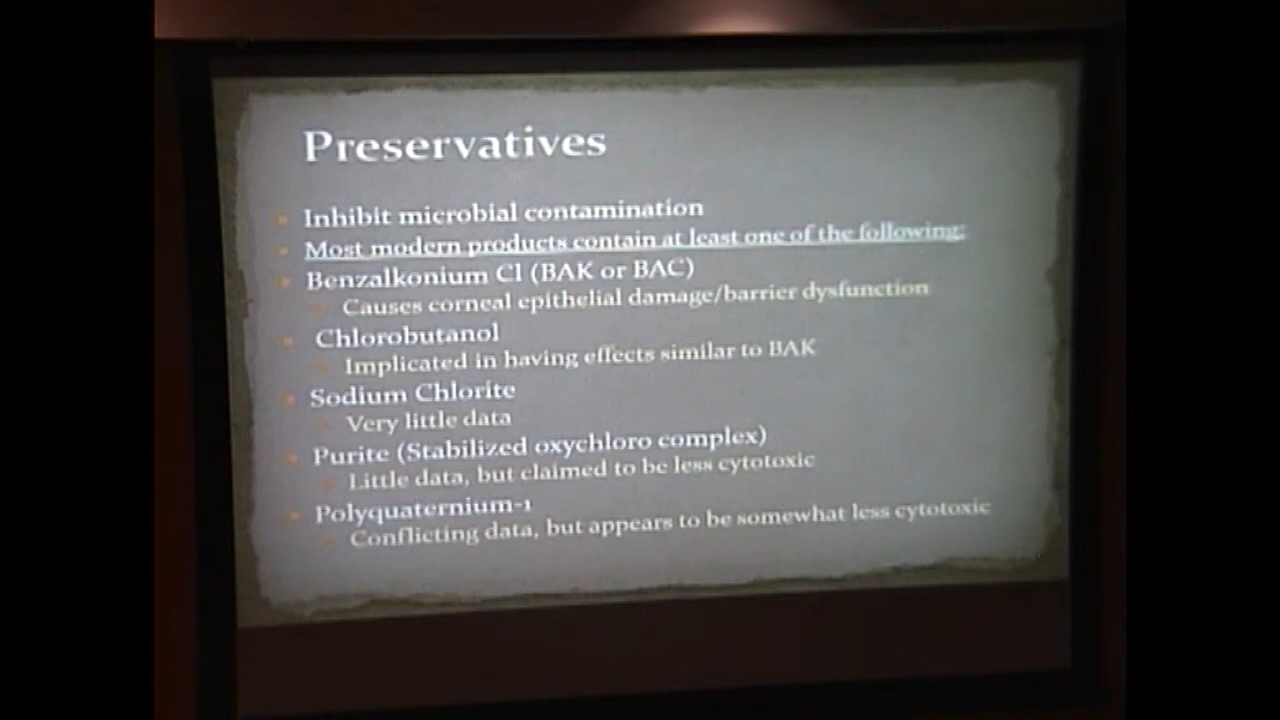 Preservatives
Inhibit microbial contamination
Most modern products contain at least one of the following:
Benzalkonium Cl (BAK or BAC)
Causes corneal epithelial damage/barrier dysfunction
Chlorobutanol
Implicated in having effects similar to BAK
Sodium Chlorite
Very little data
Purite (Stabilized oxychloro complex)
Little data, but claimed to be less cytotoxic
Polyquaternium-1
Conflicting data, but appears to be somewhat less cytotoxic